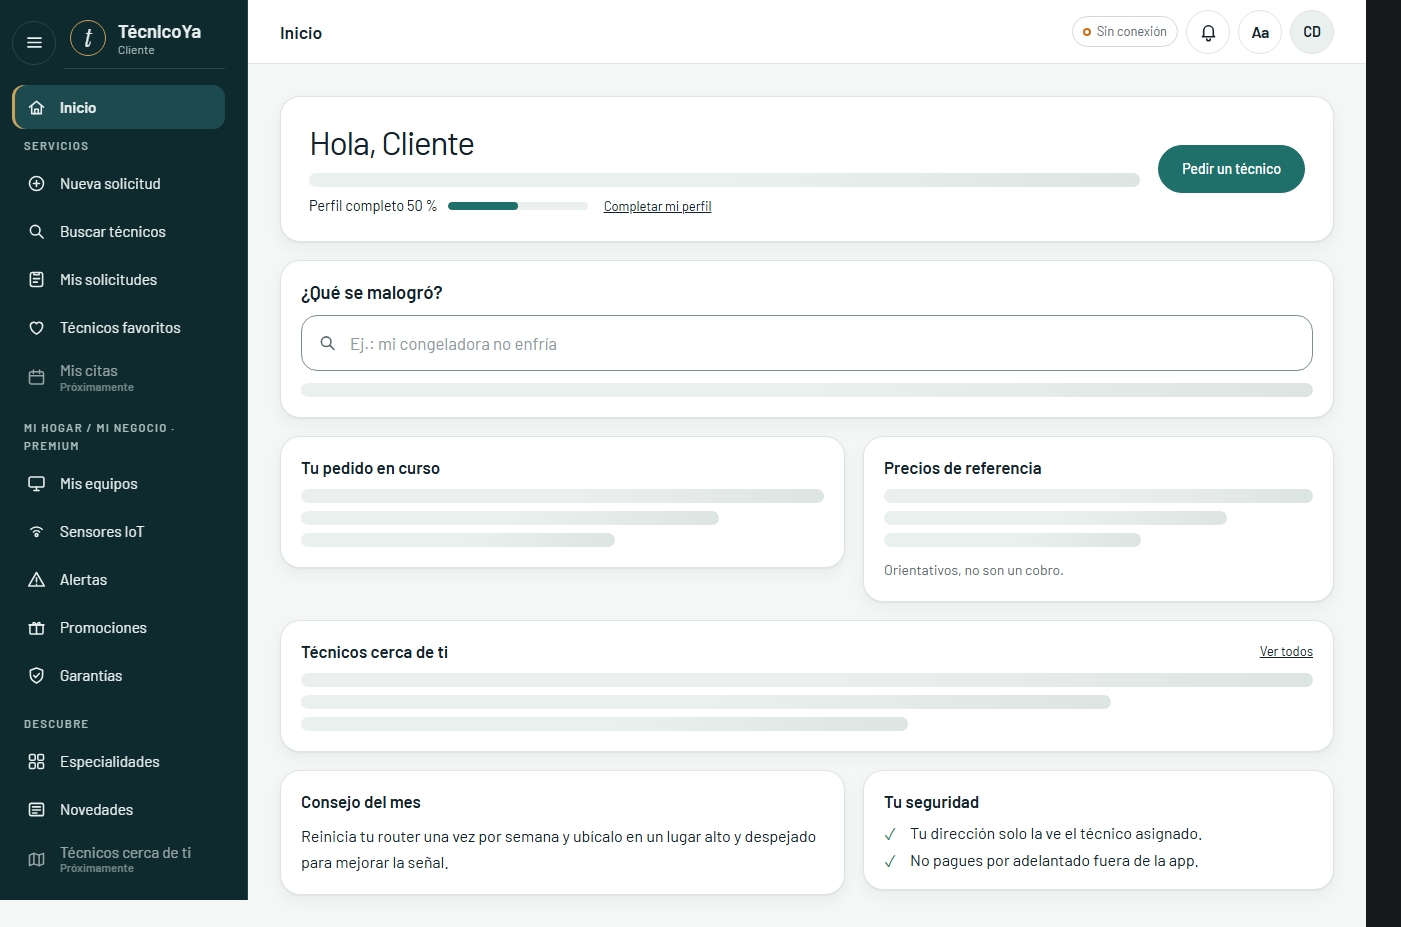 t
TécnicoYa
Cliente
Inicio
SERVICIOS
Nueva solicitud
Buscar técnicos
Mis solicitudes
Técnicos favoritos
Mis citas
Próximamente
MI HOGAR / MI NEGOCIO ·
PREMIUM
Mis equipos
Sensores IoT
Alertas
Promociones
Garantías
DESCUBRE
Especialidades
Novedades
Técnicos cerca de ti
Próximamente
Inicio
Sin conexión
Aa
CD
Hola, Cliente
Perfil completo 50 %
Completar mi perfil
Pedir un técnico
¿Qué se malogró?
Ej.: mi congeladora no enfría
Tu pedido en curso
Precios de referencia
Orientativos, no son un cobro.
Técnicos cerca de ti
Ver todos
Consejo del mes
Reinicia tu router una vez por semana y ubícalo en un lugar alto y despejado
para mejorar la señal.
Tu seguridad
✓ Tu dirección solo la ve el técnico asignado.
✓ No pagues por adelantado fuera de la app.